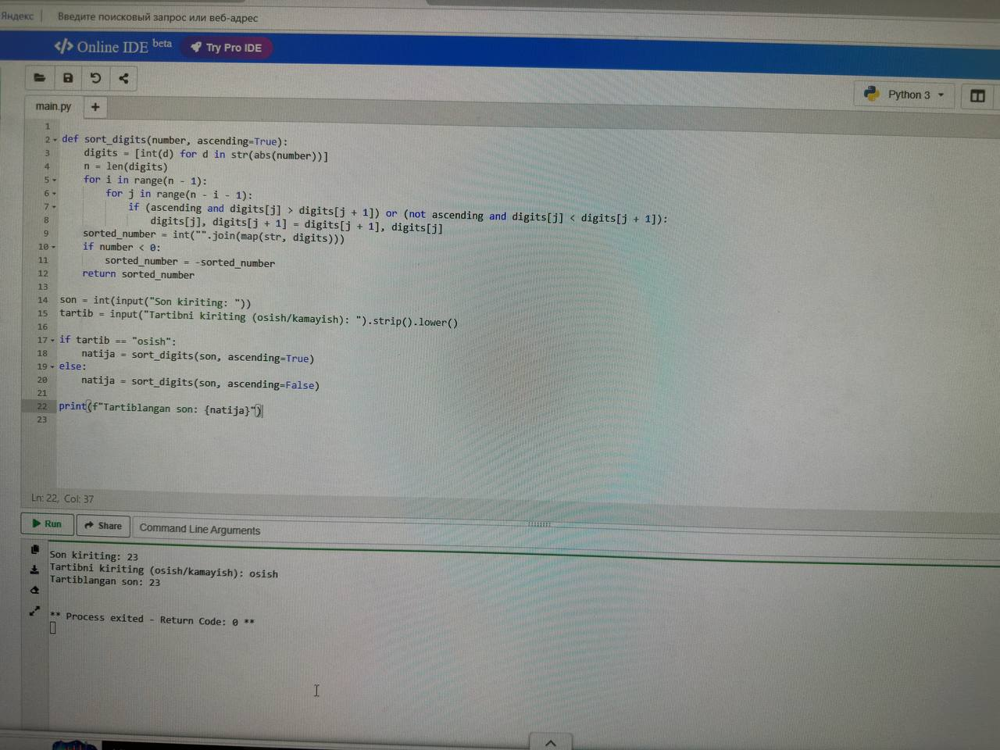 Яндекс Введите поисковый запрос или веб-адрес
</> Online IDE beta Try Pro IDE
Python 3
main.py +
1
2 def sort_digits(number, ascending=True):
3     digits = [int(d) for d in str(abs(number))]
4     n = len(digits)
5     for i in range(n - 1):
6         for j in range(n - i - 1):
7             if (ascending and digits[j] > digits[j + 1]) or (not ascending and digits[j] < digits[j + 1]):
8                 digits[j], digits[j + 1] = digits[j + 1], digits[j]
9     sorted_number = int("".join(map(str, digits)))
10     if number < 0:
11         sorted_number = -sorted_number
12     return sorted_number
13
14 son = int(input("Son kiriting: "))
15 tartib = input("Tartibni kiriting (osish/kamayish): ").strip().lower()
16
17 if tartib == "osish":
18     natija = sort_digits(son, ascending=True)
19 else:
20     natija = sort_digits(son, ascending=False)
21
22 print(f"Tartiblangan son: {natija}")
23
Ln: 22, Col: 37
Run Share Command Line Arguments
Son kiriting: 23
Tartibni kiriting (osish/kamayish): osish
Tartiblangan son: 23
** Process exited - Return Code: 0 **